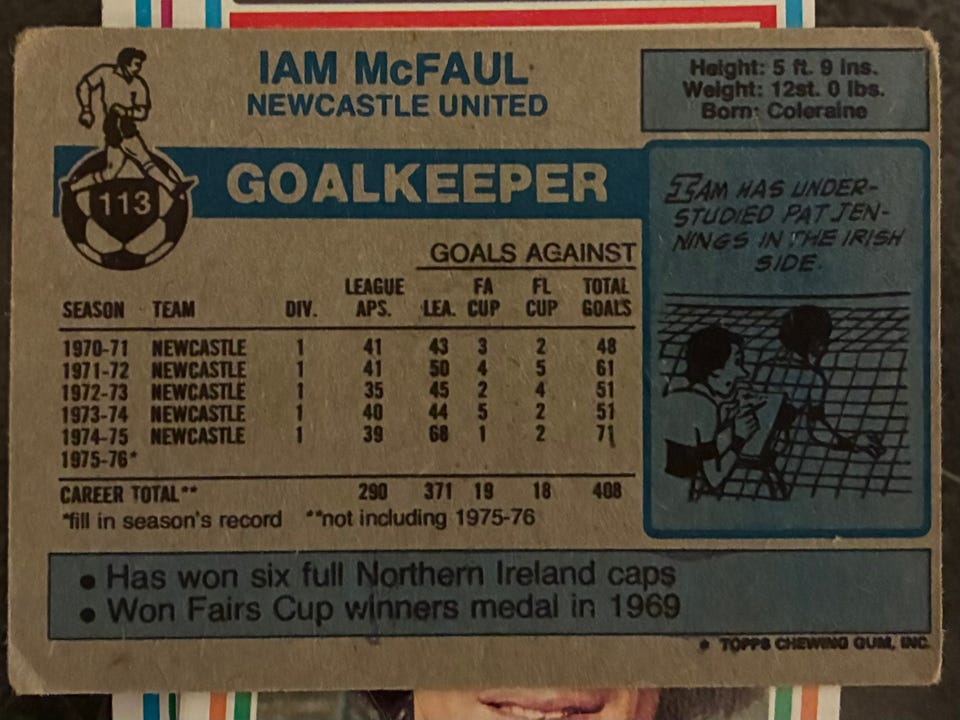 IAM McFAUL
NEWCASTLE UNITED
Height: 5 ft. 9 ins.
Weight: 12st. 0 lbs.
Born: Coleraine
113
GOALKEEPER
IAM HAS UNDER-
STUDIED PAT JEN-
NINGS IN THE IRISH
SIDE.
GOALS AGAINST
SEASON TEAM DIV. LEAGUE APS. LEA. FA CUP FL CUP TOTAL GOALS
1970-71 NEWCASTLE 1 41 43 3 2 48
1971-72 NEWCASTLE 1 41 50 4 5 61
1972-73 NEWCASTLE 1 35 45 2 4 51
1973-74 NEWCASTLE 1 40 44 5 2 51
1974-75 NEWCASTLE 1 39 68 1 2 71
1975-76*
CAREER TOTAL** 290 371 19 18 408
*fill in season's record **not including 1975-76
• Has won six full Northern Ireland caps
• Won Fairs Cup winners medal in 1969
* TOPPS CHEWING GUM, INC.